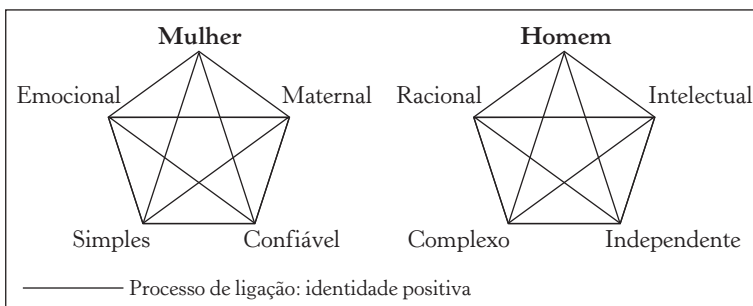 Mulher Homem
Emocional Maternal Racional Intelectual
Simples Confiável Complexo Independente
Processo de ligação: identidade positiva